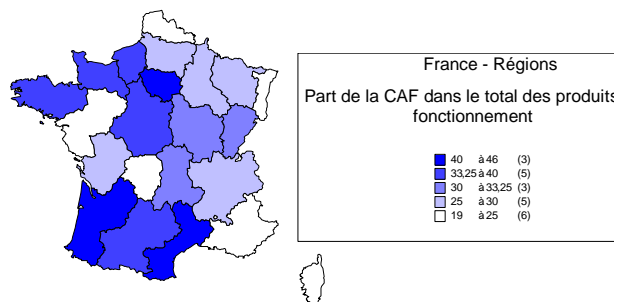 France - Régions
Part de la CAF dans le total des produits
fonctionnement
40 à 46 (3)
33,25 à 40 (5)
30 à 33,25 (3)
25 à 30 (5)
19 à 25 (6)